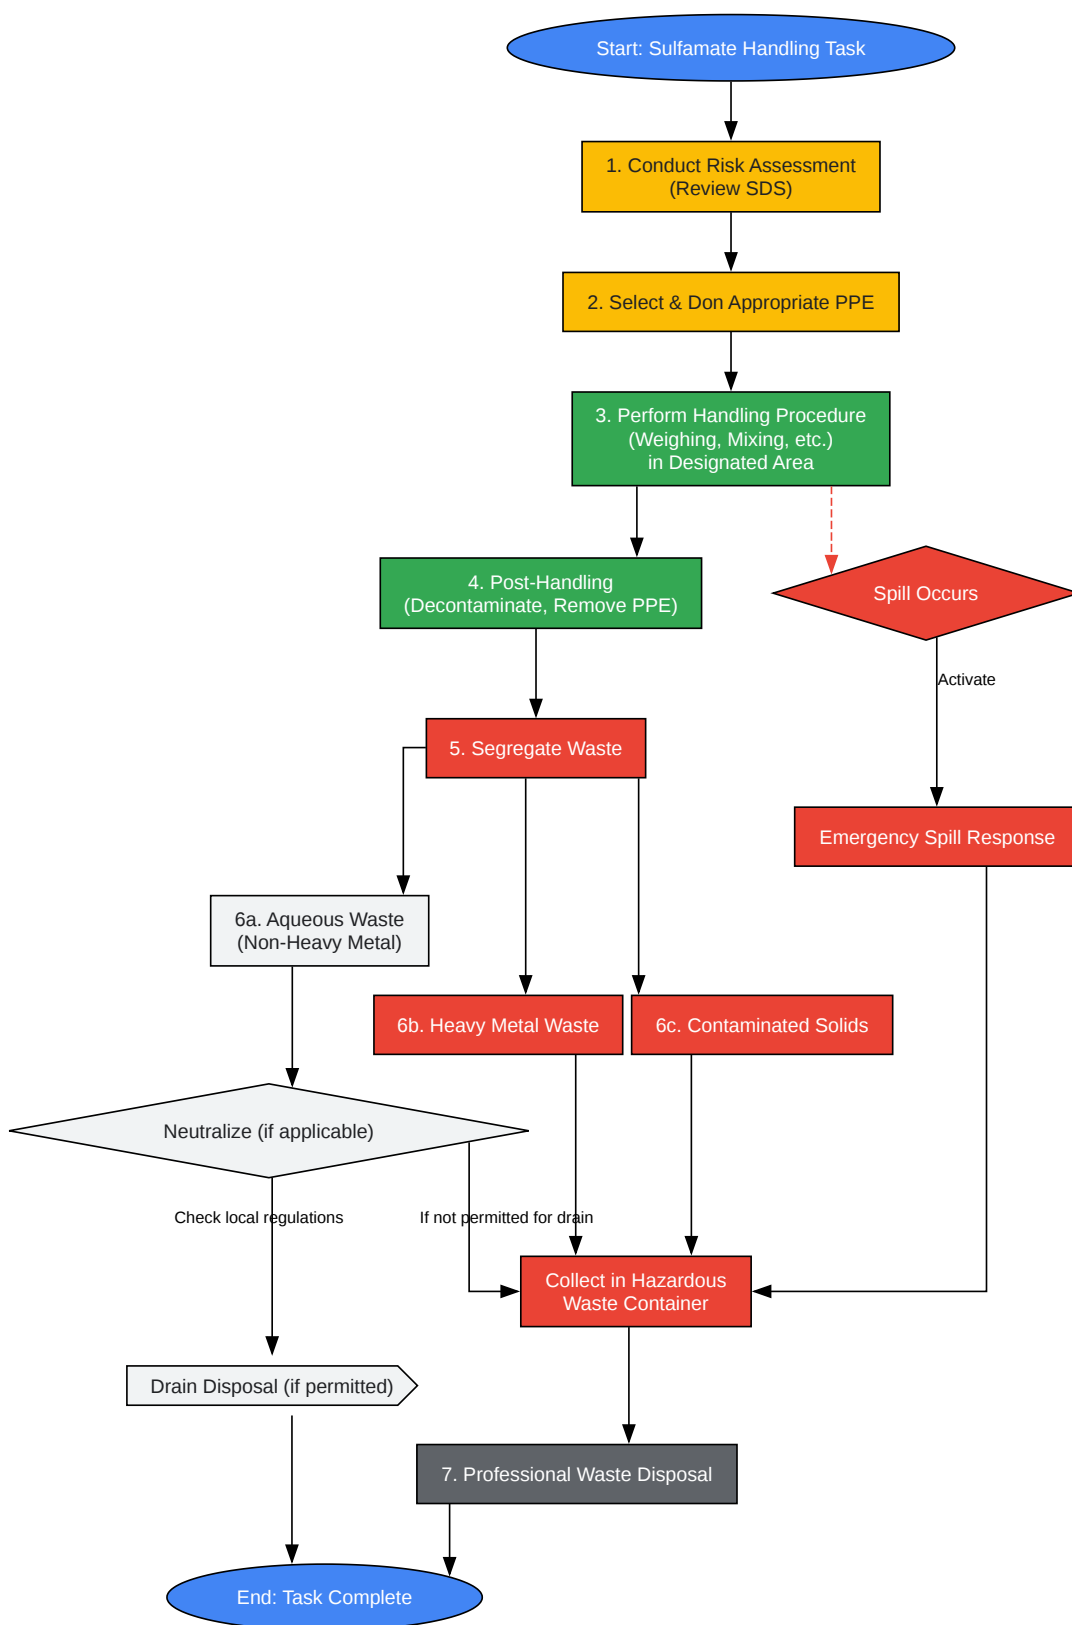 Start: Sulfamate Handling Task
1. Conduct Risk Assessment
(Review SDS)
2. Select & Don Appropriate PPE
3. Perform Handling Procedure
(Weighing, Mixing, etc.)
in Designated Area
4. Post-Handling
(Decontaminate, Remove PPE)
Spill Occurs
Activate
5. Segregate Waste
Emergency Spill Response
6a. Aqueous Waste
(Non-Heavy Metal)
6b. Heavy Metal Waste
6c. Contaminated Solids
Neutralize (if applicable)
Check local regulations
If not permitted for drain
Collect in Hazardous
Waste Container
Drain Disposal (if permitted)
7. Professional Waste Disposal
End: Task Complete